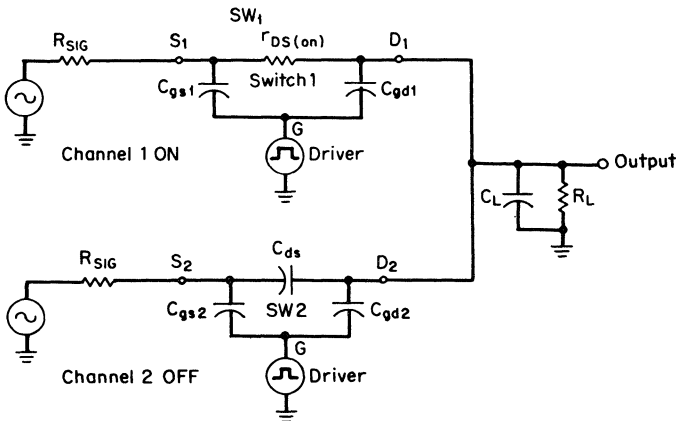 SW1
RSIG S1 rDS(on) D1
Cgs1 Switch 1 Cgd1
G
Channel 1 ON Driver
Output
CL RL
Cds
RSIG S2 D2
Cgs2 SW2 Cgd2
G
Channel 2 OFF Driver